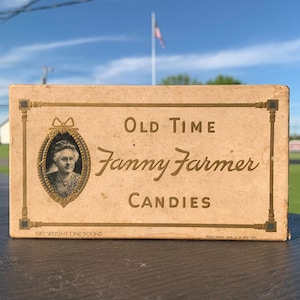 OLD TIME
Fanny Farmer
CANDIES
NET WEIGHT ONE POUND